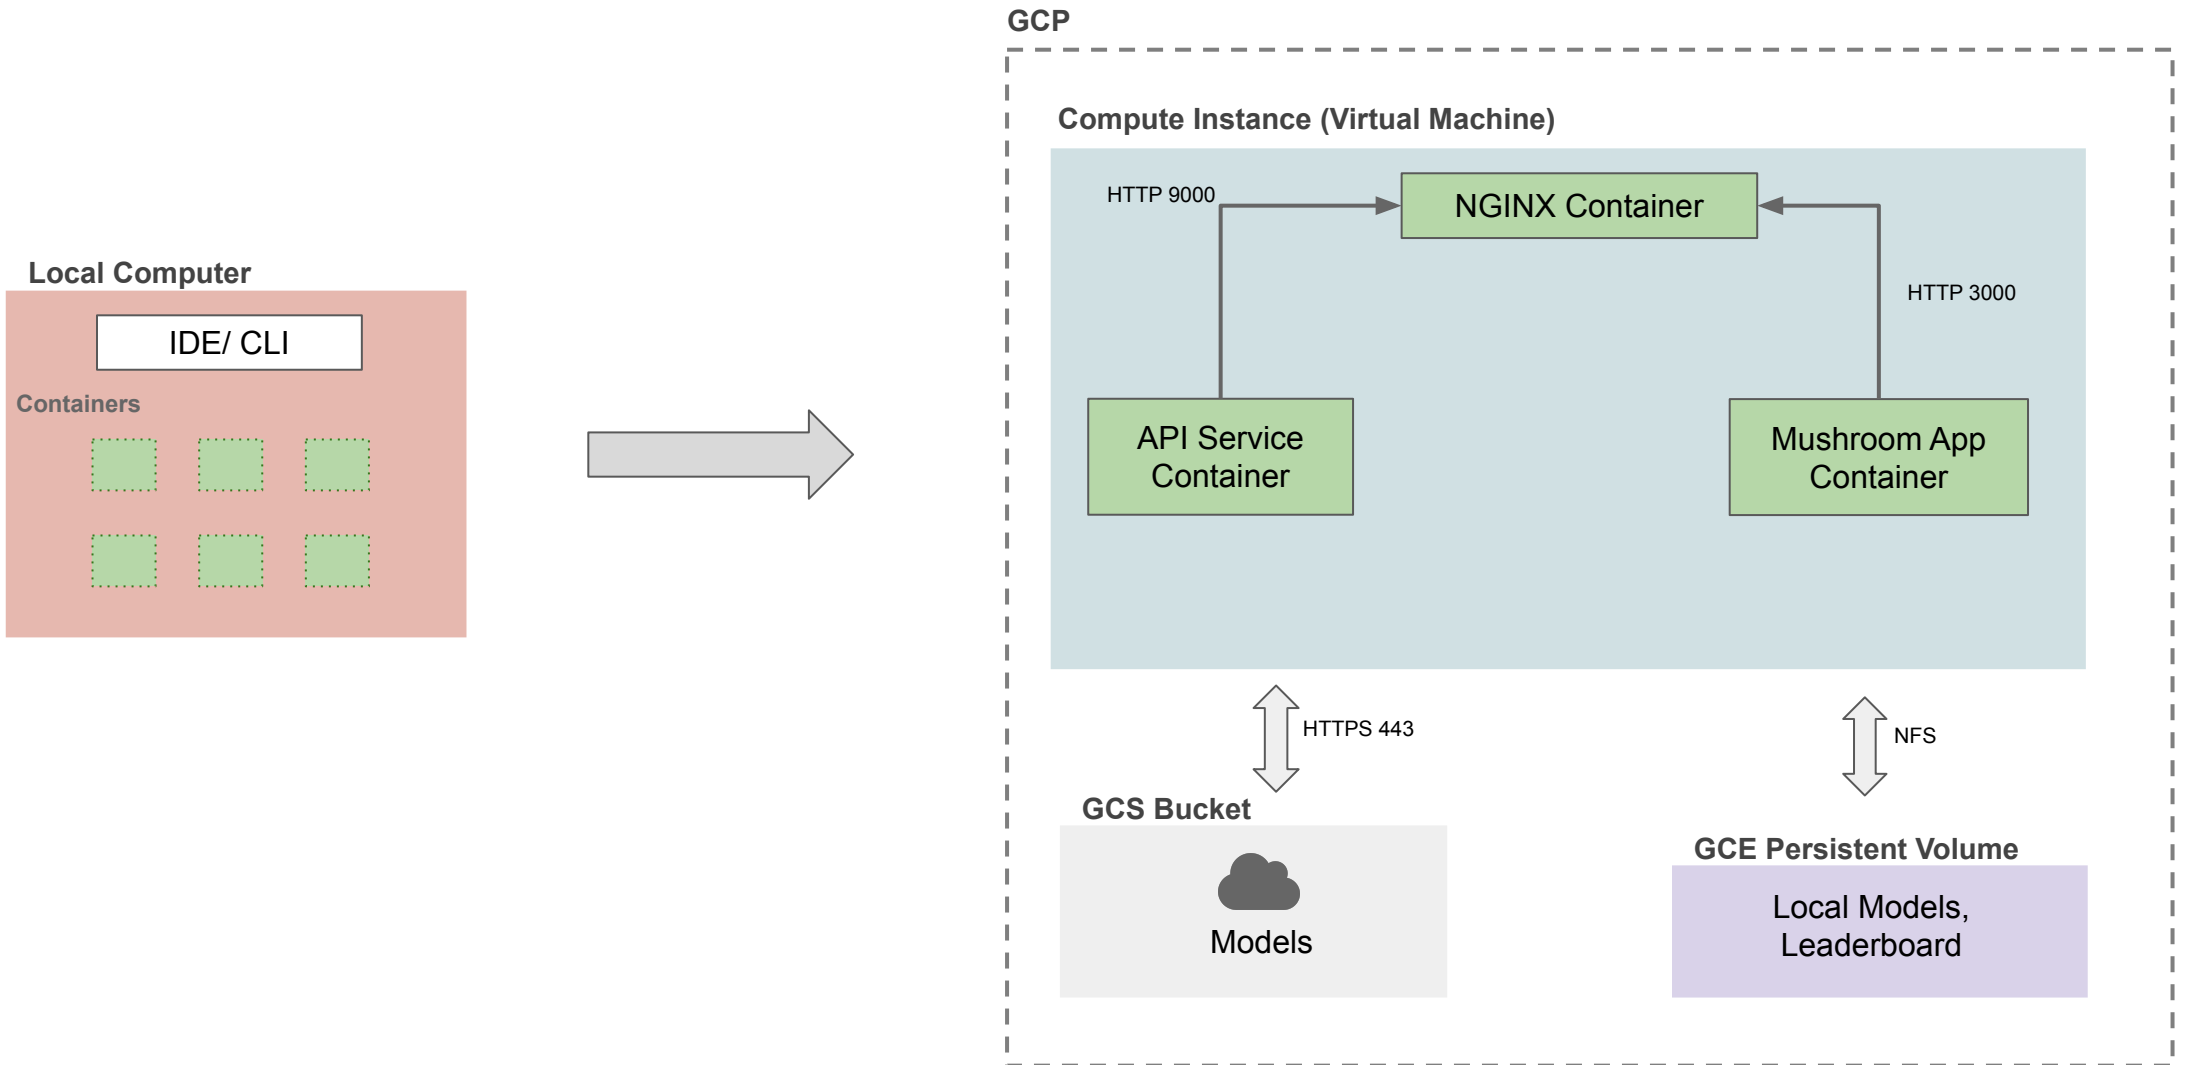 GCP
Compute Instance (Virtual Machine)
HTTP 9000
NGINX Container
HTTP 3000
API Service
Container
Mushroom App
Container
Local Computer
IDE/ CLI
Containers
HTTPS 443
NFS
GCS Bucket
Models
GCE Persistent Volume
Local Models,
Leaderboard